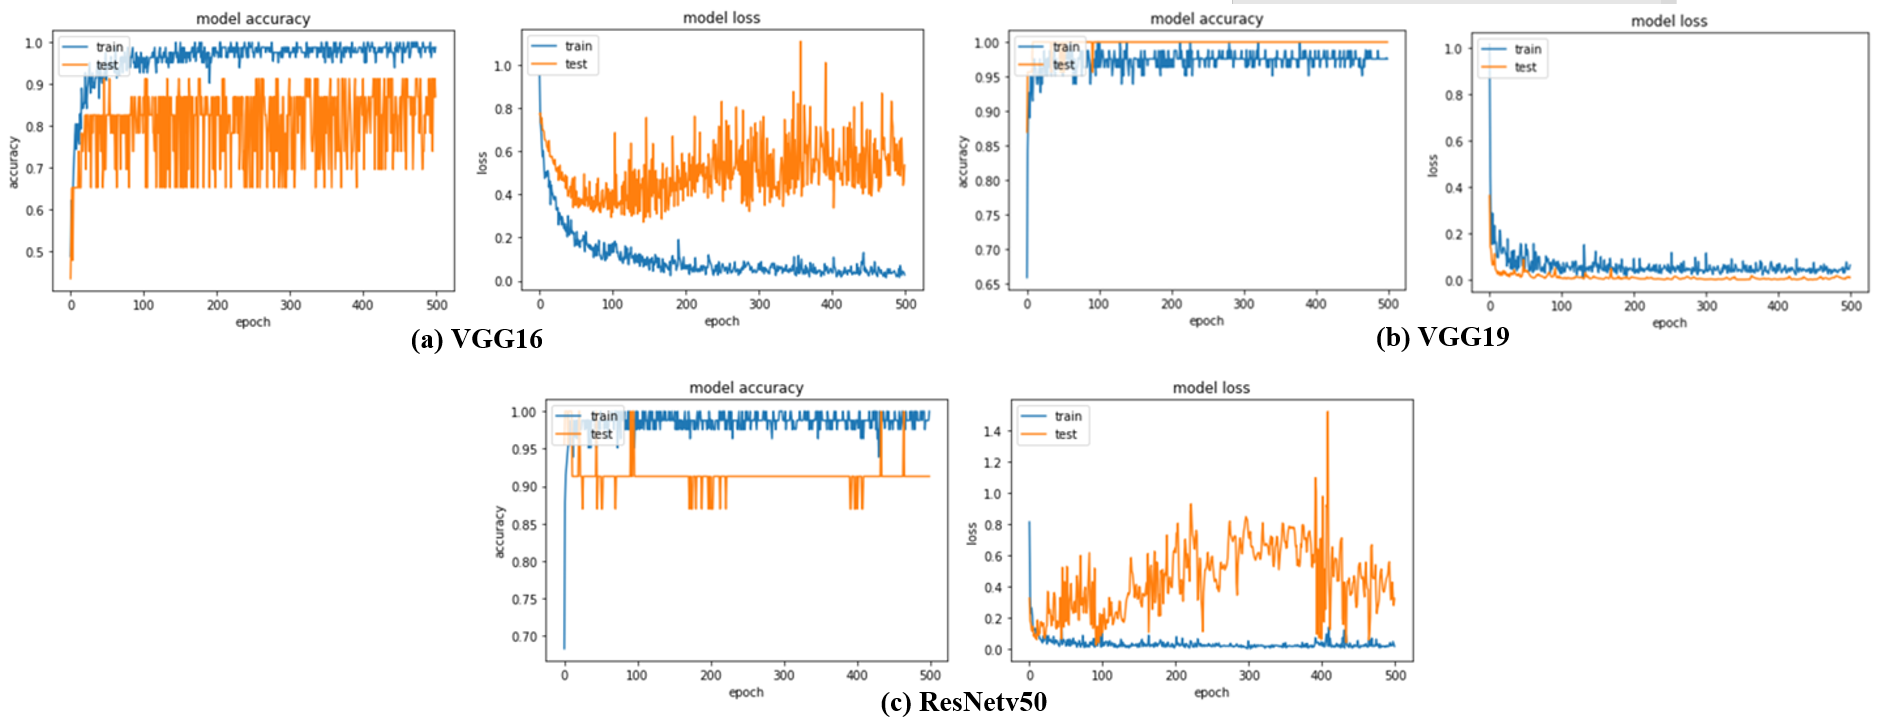 model accuracy
train
test
1.0
0.9
0.8
0.7
0.6
0.5
accuracy
0 100 200 300 400 500
epoch
model loss
train
test
1.0
0.8
0.6
0.4
0.2
0.0
loss
0 100 200 300 400 500
epoch
(a) VGG16
model accuracy
train
test
1.00
0.95
0.90
0.85
0.80
0.75
0.70
0.65
accuracy
0 100 200 300 400 500
epoch
model loss
train
test
1.0
0.8
0.6
0.4
0.2
0.0
loss
0 100 200 300 400 500
epoch
(b) VGG19
model accuracy
train
test
1.00
0.95
0.90
0.85
0.80
0.75
0.70
accuracy
0 100 200 300 400 500
epoch
model loss
train
test
1.4
1.2
1.0
0.8
0.6
0.4
0.2
0.0
loss
0 100 200 300 400 500
epoch
(c) ResNetv50